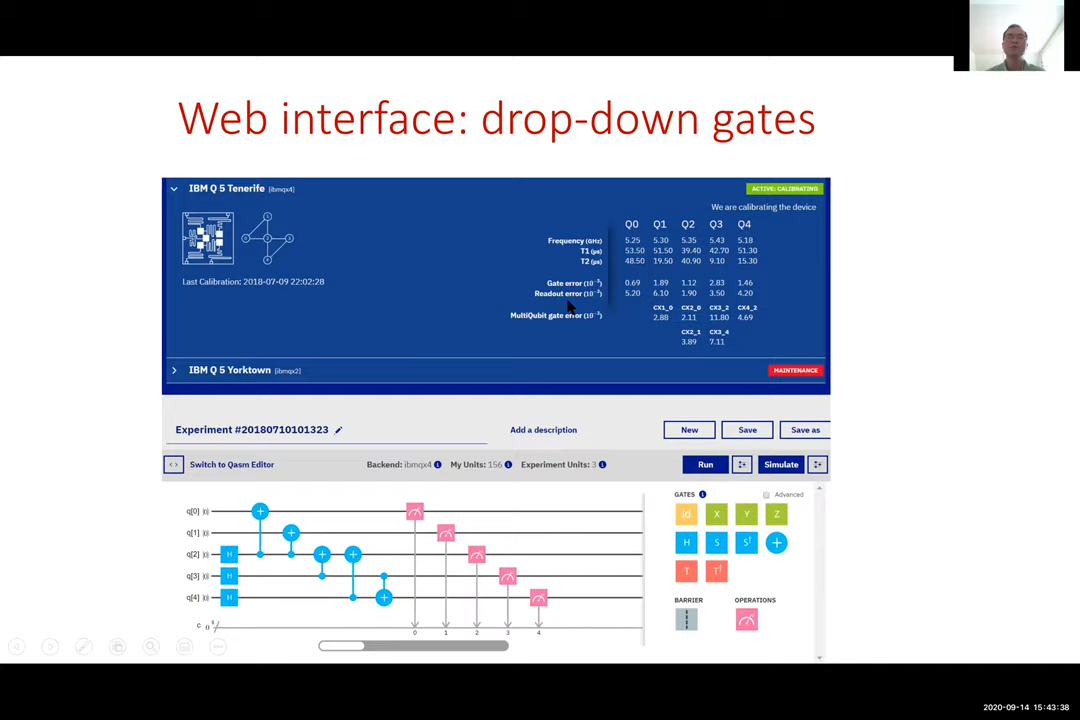 Web interface: drop-down gates
IBM Q 5 Tenerife [ibmqx4]
ACTIVE: CALIBRATING
We are calibrating the device
Q0 Q1 Q2 Q3 Q4
Frequency (GHz) 5.25 5.30 5.35 5.43 5.18
T1 (µs) 53.50 51.50 39.40 42.70 51.30
T2 (µs) 48.50 19.50 40.90 9.10 15.30
Last Calibration: 2018-07-09 22:02:28
Gate error (10⁻³) 0.69 1.89 1.12 2.83 1.46
Readout error (10⁻²) 5.20 6.10 1.90 3.50 4.20
CX1_0 CX2_0 CX3_2 CX4_2
MultiQubit gate error (10⁻²) 2.88 2.11 11.80 4.69
CX2_1 CX3_4
3.89 7.11
IBM Q 5 Yorktown [ibmqx2]
MAINTENANCE
Experiment #20180710101323
Add a description
New
Save
Save as
Switch to Qasm Editor
Backend: ibmqx4
My Units: 156
Experiment Units: 3
Run
Simulate
GATES
Advanced
q[0] |0⟩
q[1] |0⟩
q[2] |0⟩ H
q[3] |0⟩ H
q[4] |0⟩ H
c 0 5
0 1 2 3 4
id X Y Z
H S S† +
T T†
BARRIER OPERATIONS
2020-09-14 15:43:38